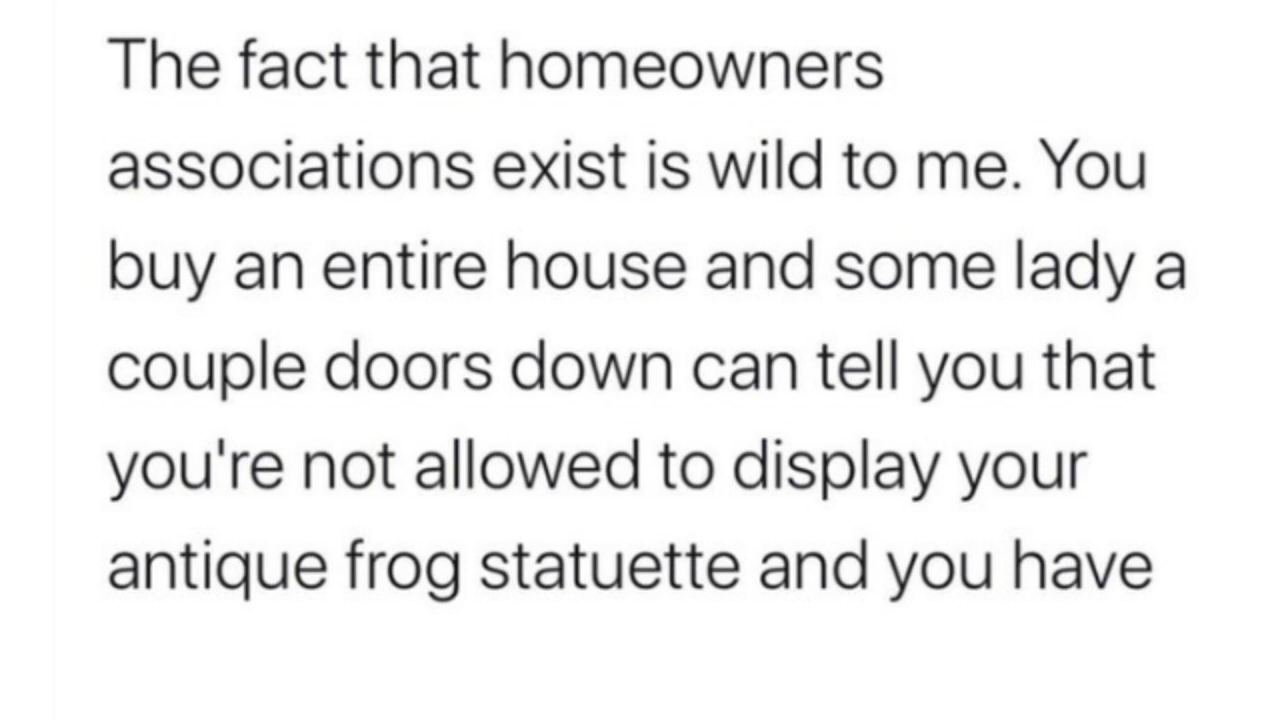 The fact that homeowners
associations exist is wild to me. You
buy an entire house and some lady a
couple doors down can tell you that
you're not allowed to display your
antique frog statuette and you have